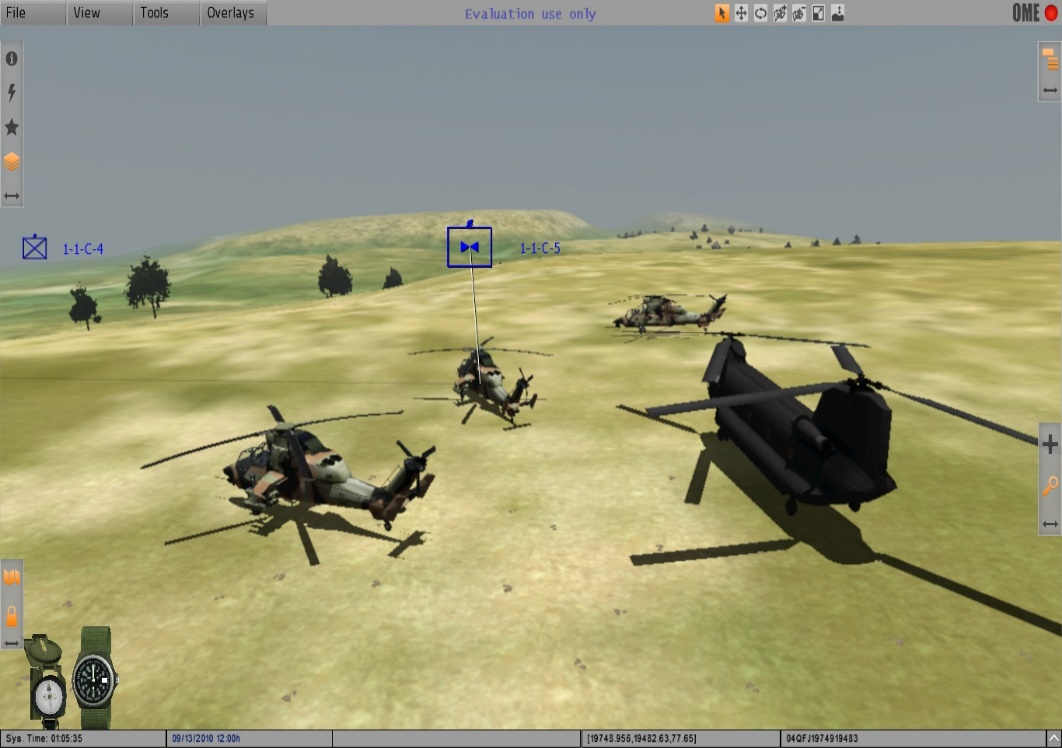 File View Tools Overlays Evaluation use only OME
1-1-C-4 1-1-C-5
Sys. Time: 01:05:35 09/13/2010 12:00h [19748.956,19482.63,77.65] 04QFJ1974919483